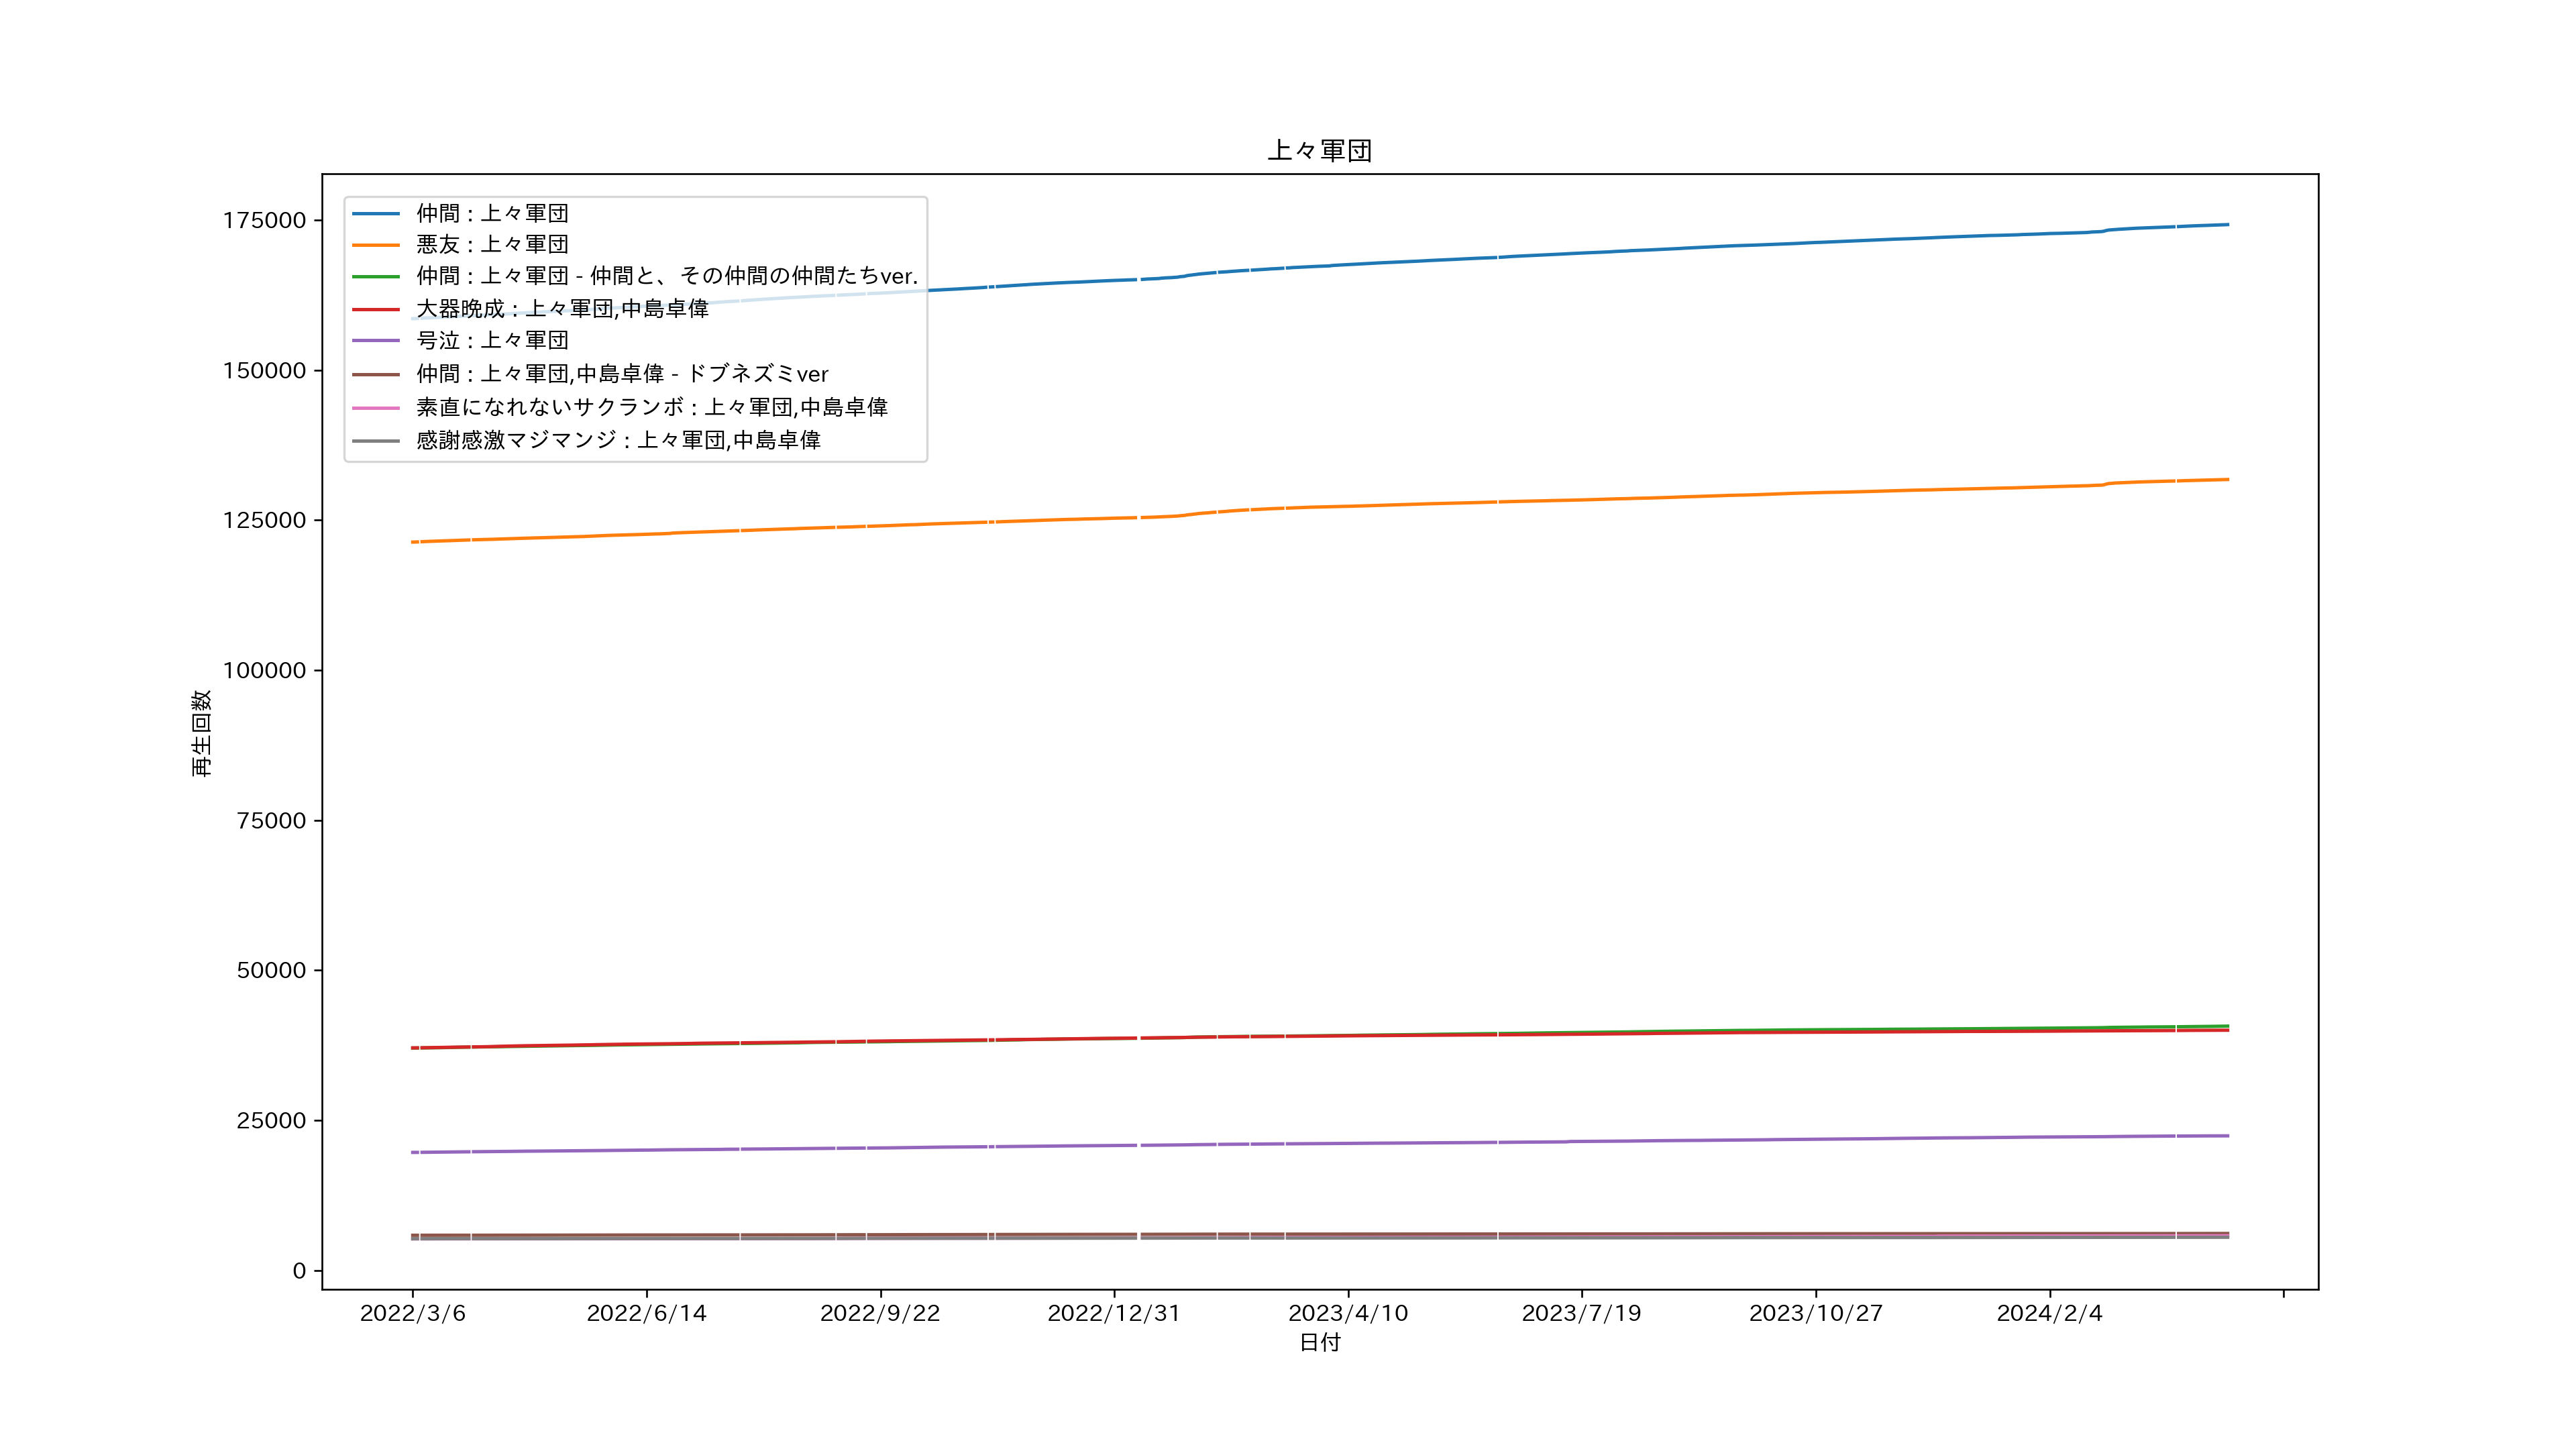 上々軍団
175000
150000
125000
100000
75000
50000
25000
0
再生回数
仲間 : 上々軍団
悪友 : 上々軍団
仲間 : 上々軍団 - 仲間と、その仲間の仲間たちver.
大器晩成 : 上々軍団,中島卓偉
号泣 : 上々軍団
仲間 : 上々軍団,中島卓偉 - ドブネズミver
素直になれないサクランボ : 上々軍団,中島卓偉
感謝感激マジマンジ : 上々軍団,中島卓偉
2022/3/6 2022/6/14 2022/9/22 2022/12/31 2023/4/10 2023/7/19 2023/10/27 2024/2/4
日付